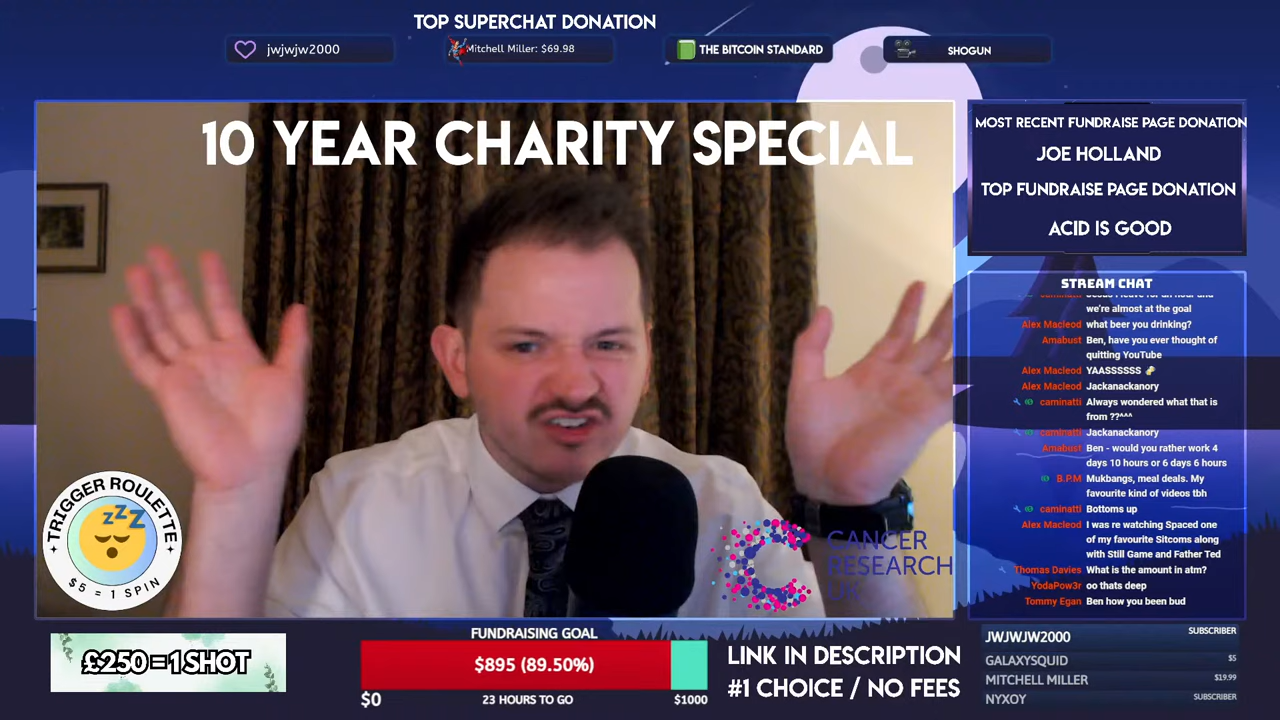 TOP SUPERCHAT DONATION
jwjwjw2000
Mitchell Miller: $69.98
THE BITCOIN STANDARD
SHOGUN
10 YEAR CHARITY SPECIAL
MOST RECENT FUNDRAISE PAGE DONATION
JOE HOLLAND
TOP FUNDRAISE PAGE DONATION
ACID IS GOOD
STREAM CHAT
caminatti Jesus I leave for an hour and
we're almost at the goal
Alex Macleod what beer you drinking?
Amabust Ben, have you ever thought of
quitting YouTube
Alex Macleod YAASSSSSS
Alex Macleod Jackanackanory
caminatti Always wondered what that is
from ??^^^
caminatti Jackanackanory
Amabust Ben - would you rather work 4
days 10 hours or 6 days 6 hours
B.P.M Mukbangs, meal deals. My
favourite kind of videos tbh
caminatti Bottoms up
Alex Macleod I was re watching Spaced one
of my favourite Sitcoms along
with Still Game and Father Ted
Thomas Davies What is the amount in atm?
YodaPow3r oo thats deep
Tommy Egan Ben how you been bud
TRIGGER ROULETTE
zzz
$5 = 1 SPIN
CANCER
RESEARCH
UK
£250 = 1 SHOT
FUNDRAISING GOAL
$895 (89.50%)
$0
23 HOURS TO GO
$1000
LINK IN DESCRIPTION
#1 CHOICE / NO FEES
JWJWJW2000 SUBSCRIBER
GALAXYSQUID $5
MITCHELL MILLER $19.99
NYXOY SUBSCRIBER